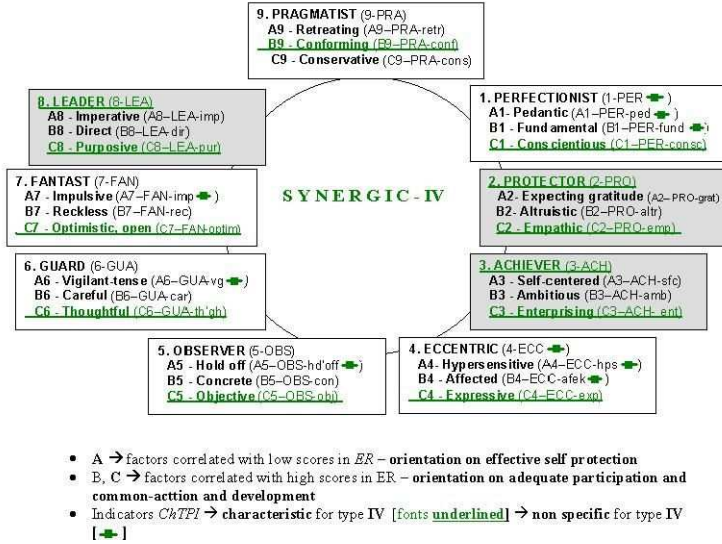 9. PRAGMATIST (9-PRA)
A9 - Retreating (A9–PRA-retr)
B9 - Conforming (B9–PRA-conf)
C9 – Conservative (C9–PRA-cons)
8. LEADER (8-LEA)
A8 - Imperative (A8–LEA-imp)
B8 - Direct (B8–LEA-dir)
C8 - Purposive (C8–LEA-pur)
1. PERFECTIONIST (1-PER)
A1- Pedantic (A1–PER-ped)
B1 - Fundamental (B1–PER-fund)
C1 - Conscientious (C1–PER-consc)
7. FANTAST (7-FAN)
A7 - Impulsive (A7–FAN-imp)
B7 - Reckless (B7–FAN-rec)
C7 - Optimistic, open (C7–FAN-optim)
SYNERGIC-IV
2. PROTECTOR (2-PRO)
A2- Expecting gratitude (A2–PRO-grat)
B2- Altruistic (B2–PRO-altr)
C2 - Empathic (C2–PRO-emp)
6. GUARD (6-GUA)
A6 - Vigilant-tense (A6–GUA-vg)
B6 - Careful (B6–GUA-car)
C6 - Thoughtful (C6–GUA-th'gh)
3. ACHIEVER (3-ACH)
A3 - Self-centered (A3–ACH-sfc)
B3 - Ambitious (B3–ACH-amb)
C3 - Enterprising (C3–ACH- ent)
5. OBSERVER (5-OBS)
A5 - Hold off (A5–OBS-hd'off)
B5 - Concrete (B5–OBS-con)
C5 - Objective (C5–OBS-obj)
4. ECCENTRIC (4-ECC)
A4- Hypersensitive (A4–ECC-hps)
B4 - Affected (B4–ECC-afek)
C4 - Expressive (C4–ECC-exp)
• A → factors correlated with low scores in ER – orientation on effective self protection
• B, C → factors correlated with high scores in ER – orientation on adequate participation and
common-acttion and development
• Indicators ChTPI → characteristic for type IV [fonts underlined] → non specific for type IV
[ ]